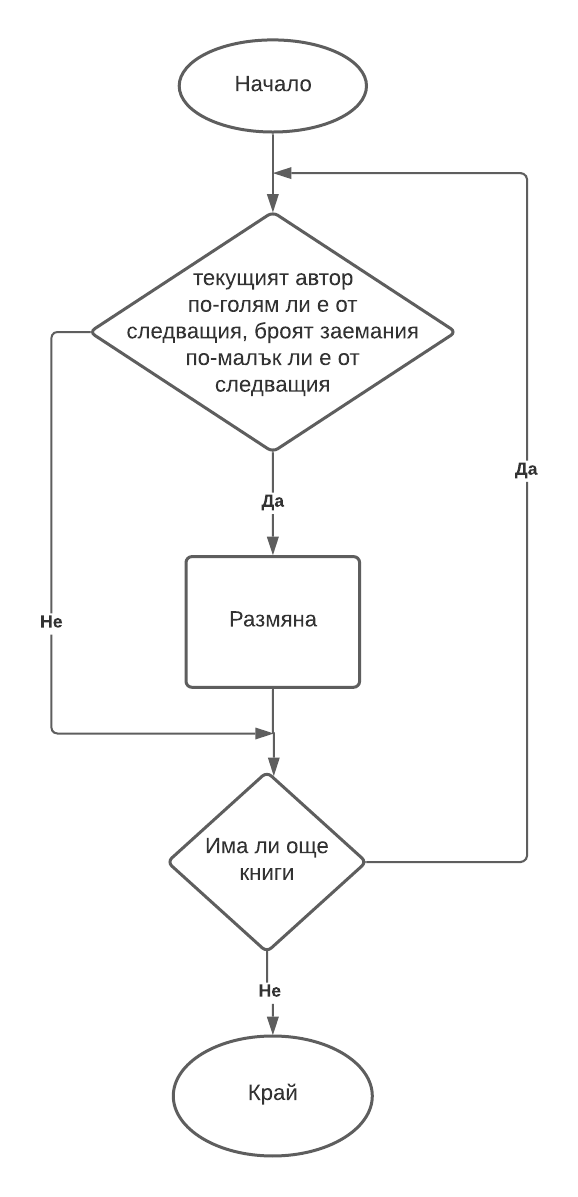 Начало
текущият автор
по-голям ли е от
следващия, броят заемания
по-малък ли е от
следващия
Да
Да
Размяна
Не
Има ли още
книги
Не
Край